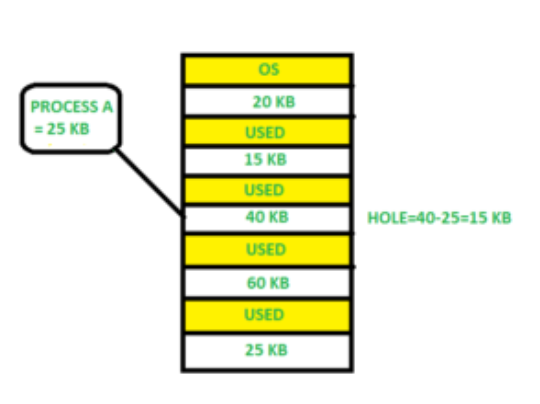 OS
20 KB
PROCESS A
= 25 KB
USED
15 KB
USED
40 KB
HOLE=40-25=15 KB
USED
60 KB
USED
25 KB